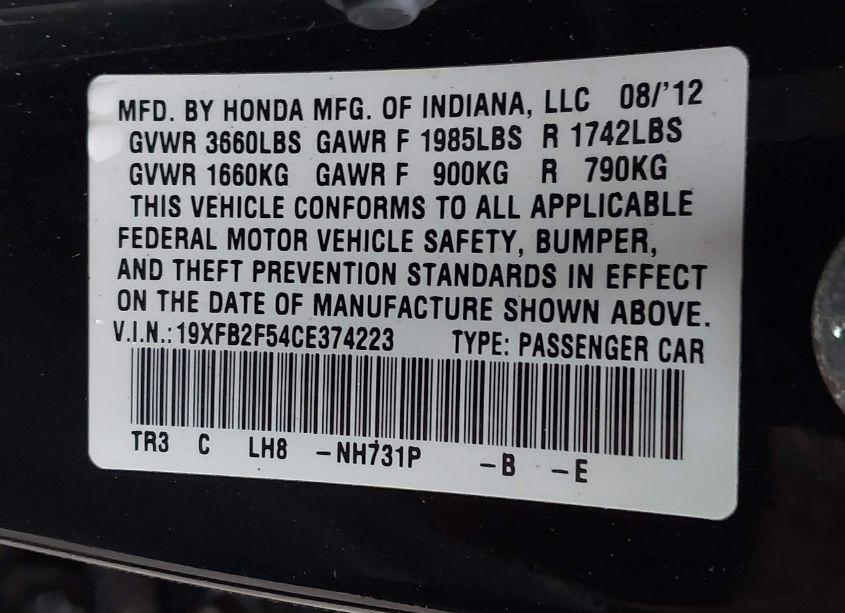 MFD. BY HONDA MFG. OF INDIANA, LLC 08/'12
GVWR 3660LBS GAWR F 1985LBS R 1742LBS
GVWR 1660KG GAWR F 900KG R 790KG
THIS VEHICLE CONFORMS TO ALL APPLICABLE
FEDERAL MOTOR VEHICLE SAFETY, BUMPER,
AND THEFT PREVENTION STANDARDS IN EFFECT
ON THE DATE OF MANUFACTURE SHOWN ABOVE.
V.I.N.: 19XFB2F54CE374223 TYPE: PASSENGER CAR
TR3 C LH8 -NH731P -B -E